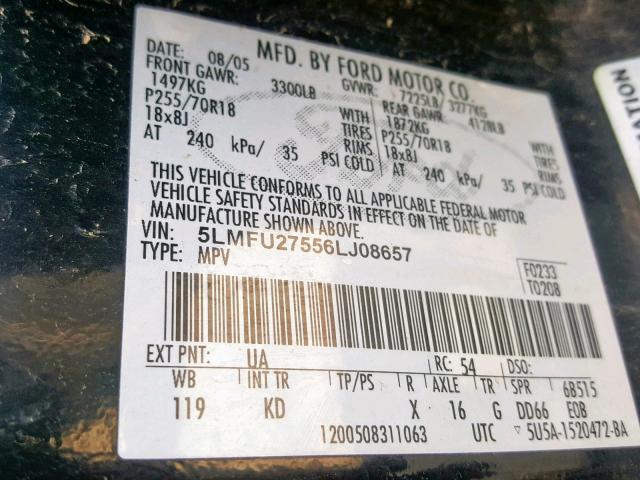 MFD. BY FORD MOTOR CO.
DATE: 08/05 GVWR: 7225LB/ 3277KG
FRONT GAWR: 3300LB REAR GAWR: 4128LB
1497KG WITH 1872KG WITH
P255/70R18 TIRES P255/70R18 TIRES
18x8J RIMS 18x8J RIMS
AT 240 kPa/ 35 PSI COLD AT 240 kPa/ 35 PSI COLD
THIS VEHICLE CONFORMS TO ALL APPLICABLE FEDERAL MOTOR
VEHICLE SAFETY STANDARDS IN EFFECT ON THE DATE OF
MANUFACTURE SHOWN ABOVE.
VIN: 5LMFU27556LJ08657
TYPE: MPV
F0233
T0208
EXT PNT: UA RC: 54 DSO:
WB INT TR TP/PS R AXLE TR SPR 68515
119 KD X 16 G DD66 EOB
1200508311063 UTC 5U5A-1520472-BA